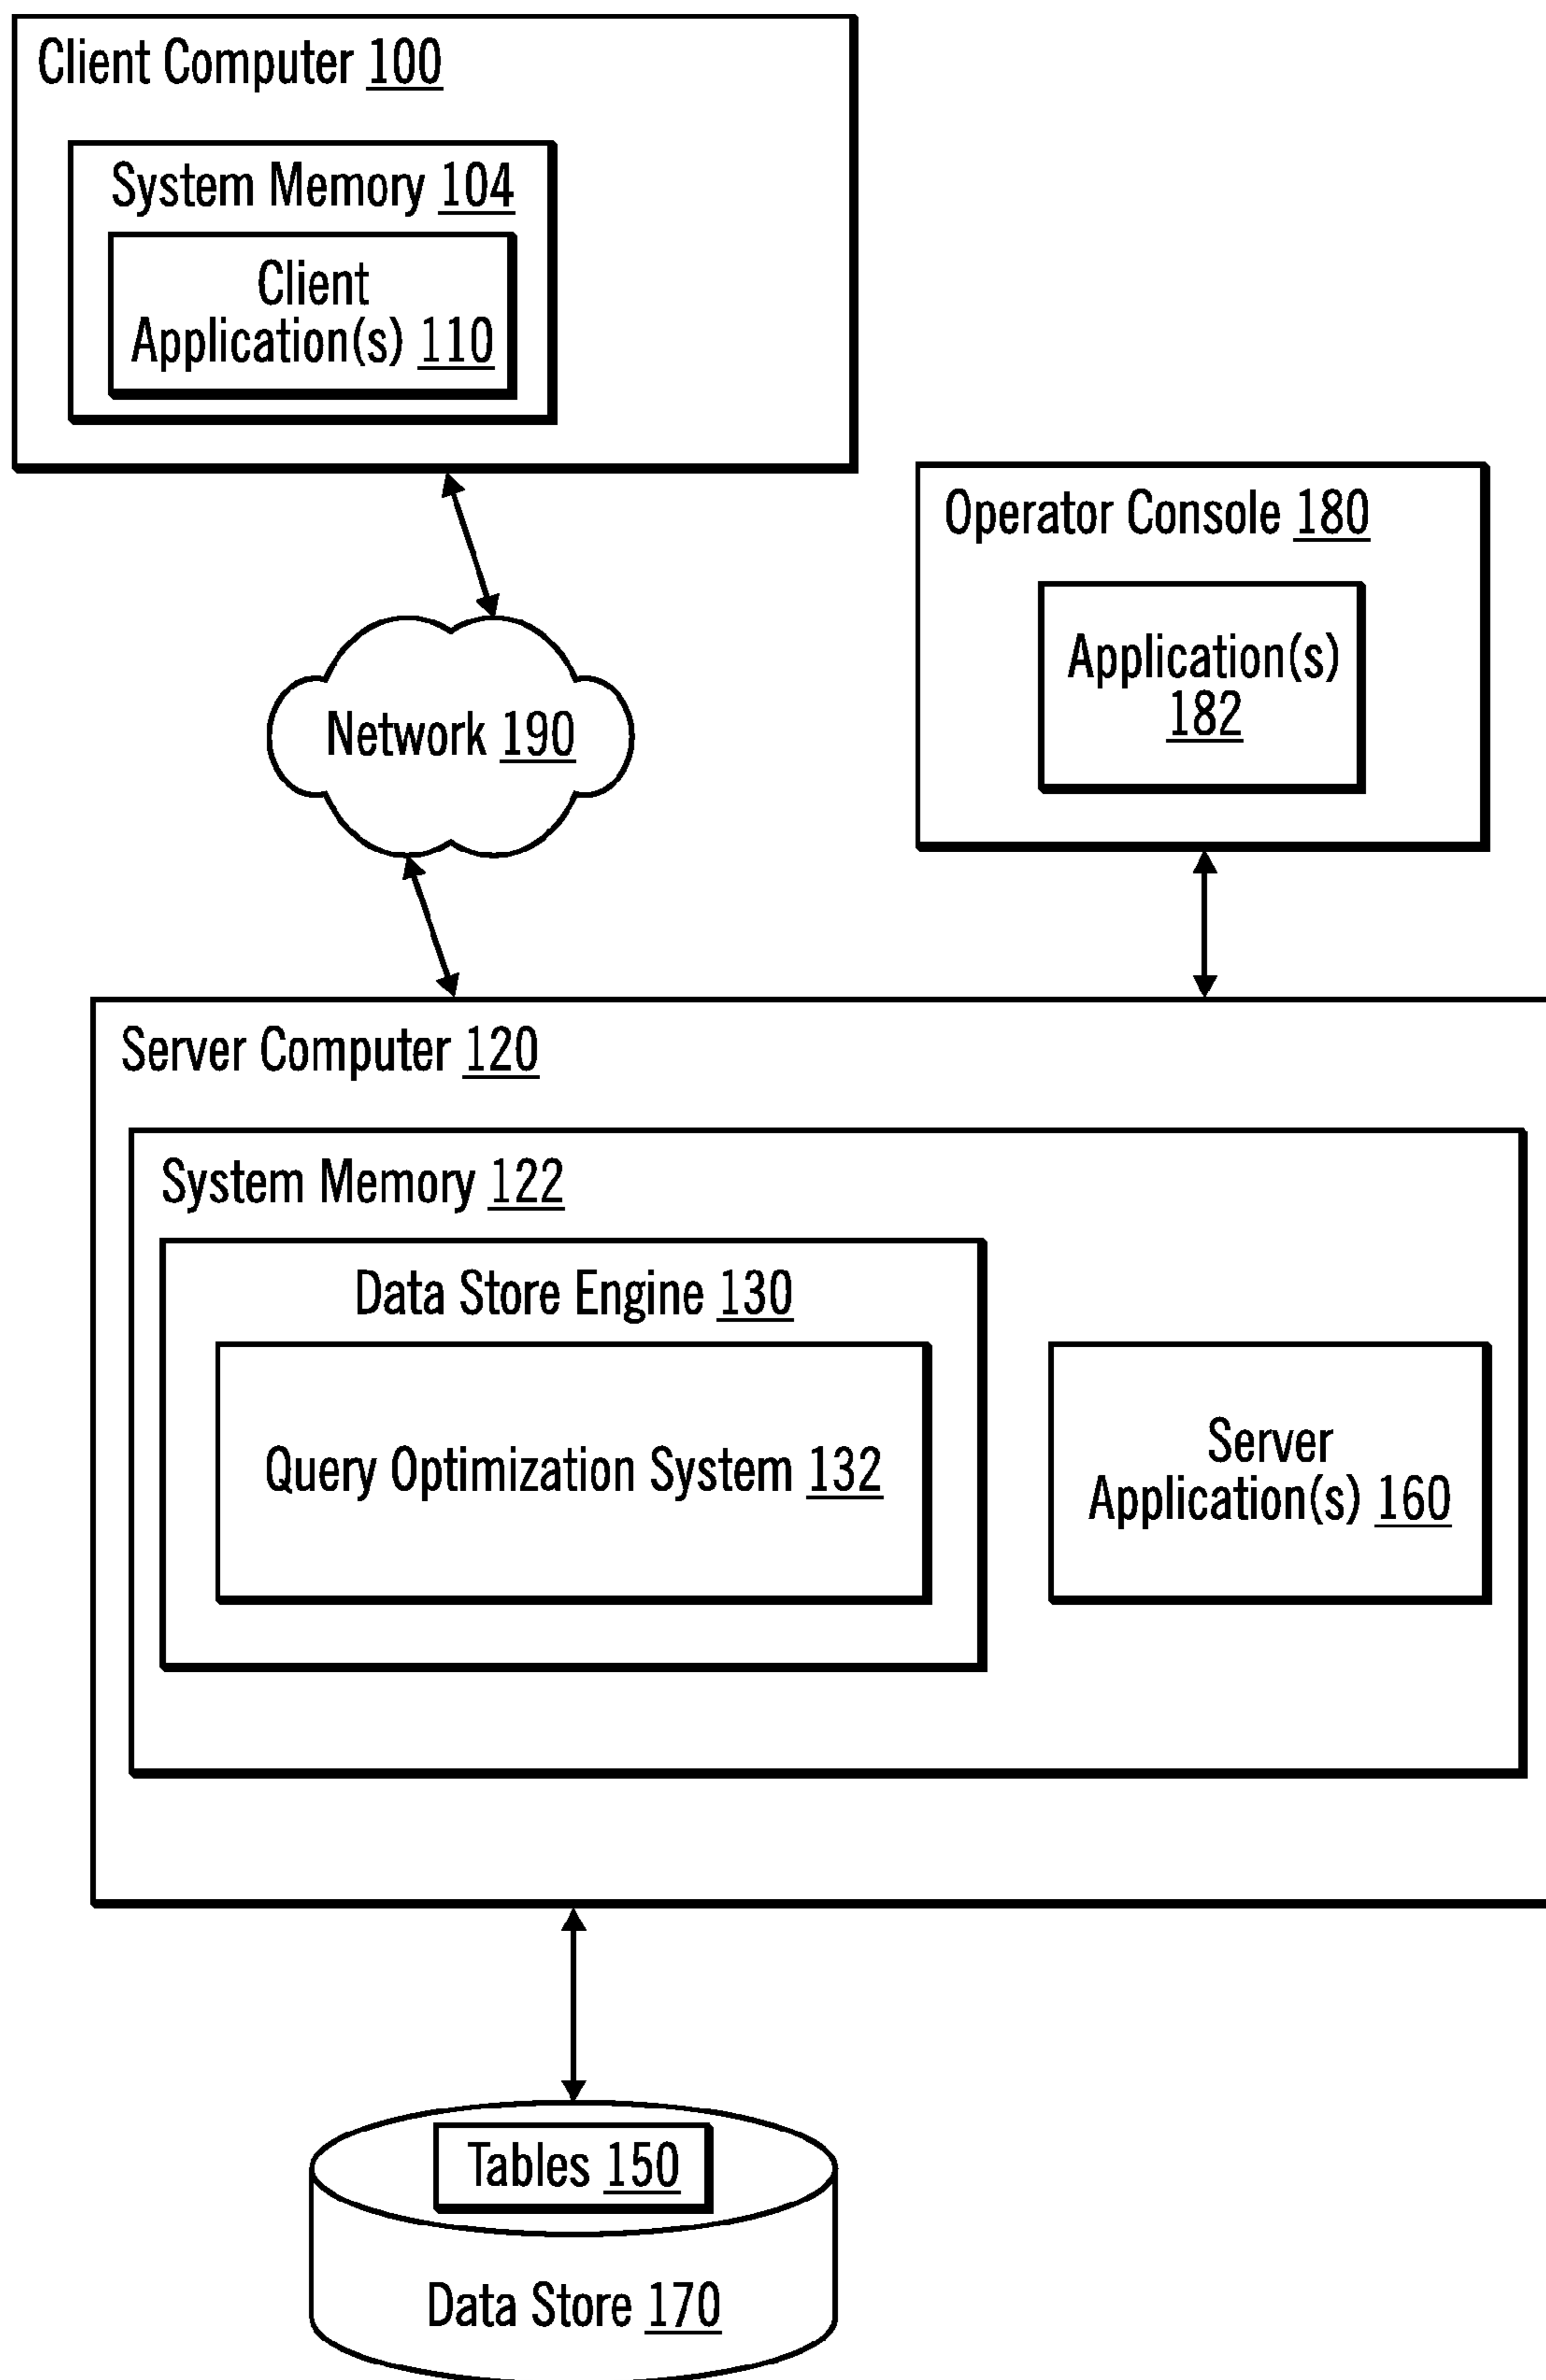 Client Computer 100
System Memory 104
Client
Application(s) 110
Operator Console 180
Application(s)
182
Network 190
Server Computer 120
System Memory 122
Data Store Engine 130
Query Optimization System 132
Server
Application(s) 160
Tables 150
Data Store 170